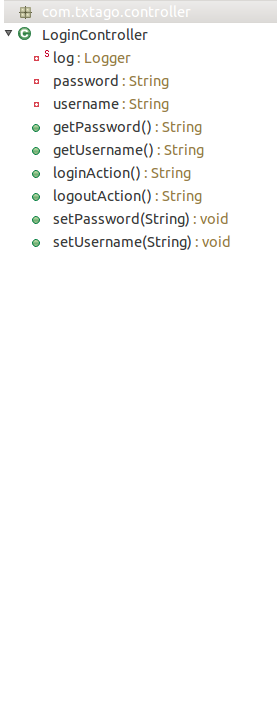 com.txtago.controller
LoginController
S log : Logger
password : String
username : String
getPassword() : String
getUsername() : String
loginAction() : String
logoutAction() : String
setPassword(String) : void
setUsername(String) : void